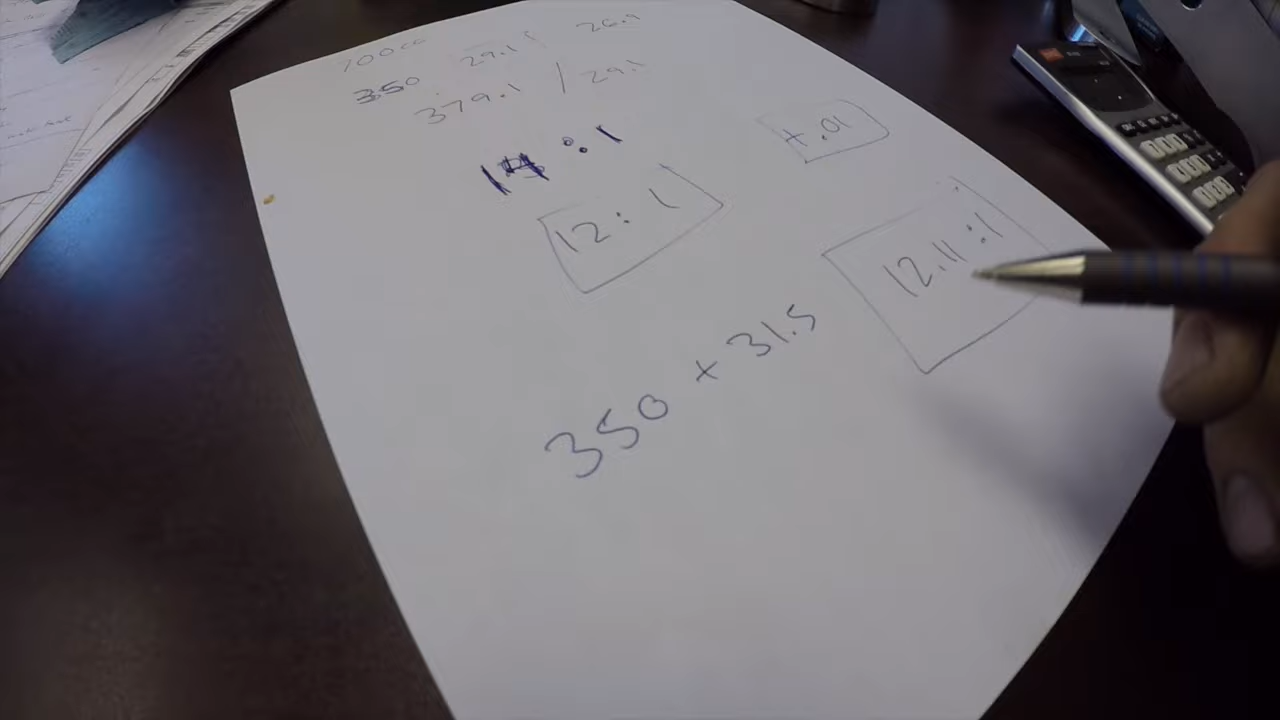 100cc
350 29.1 26.9
379.1 / 29.1
14:1
12:1
+.01
12.11:1
350 + 31.5